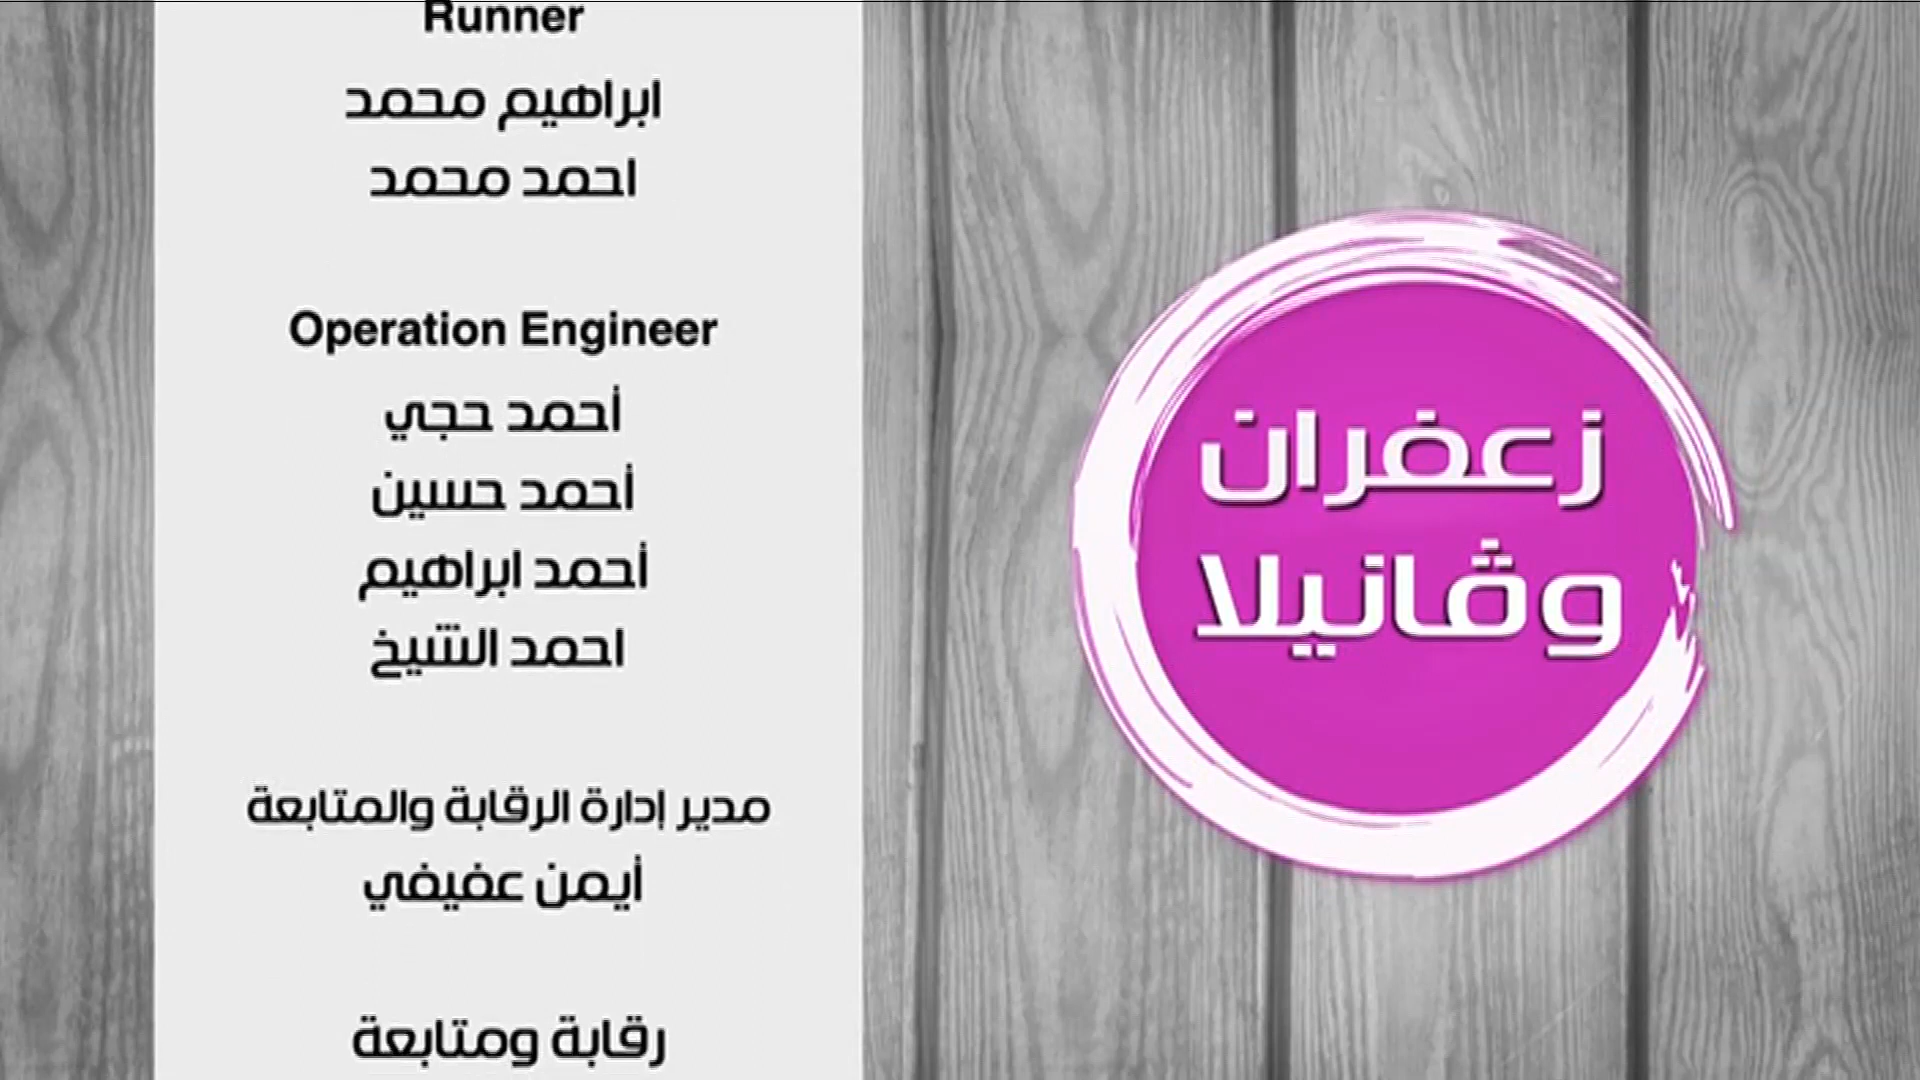 Runner
ابراهيم محمد
احمد محمد
Operation Engineer
أحمد حجي
أحمد حسين
أحمد ابراهيم
احمد الشيخ
مدير إدارة الرقابة والمتابعة
أيمن عفيفي
رقابة ومتابعة
زعفران
وڤانيلا